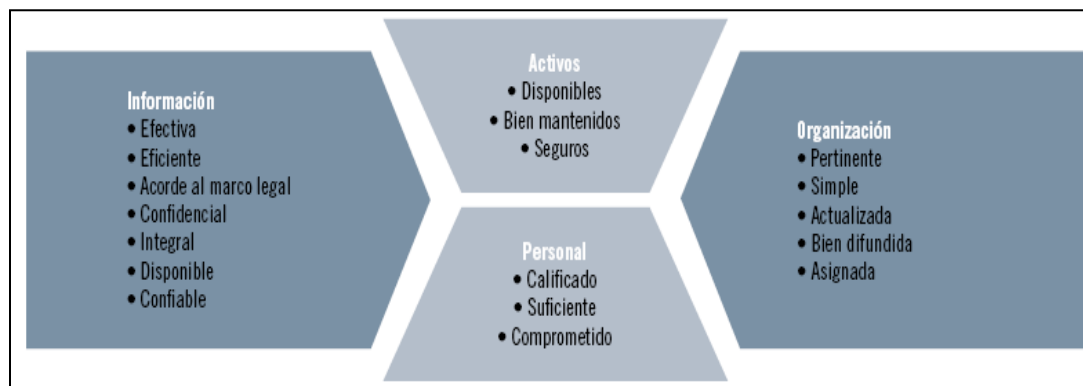 Información
• Efectiva
• Eficiente
• Acorde al marco legal
• Confidencial
• Integral
• Disponible
• Confiable
Activos
• Disponibles
• Bien mantenidos
• Seguros
Personal
• Calificado
• Suficiente
• Comprometido
Organización
• Pertinente
• Simple
• Actualizada
• Bien difundida
• Asignada